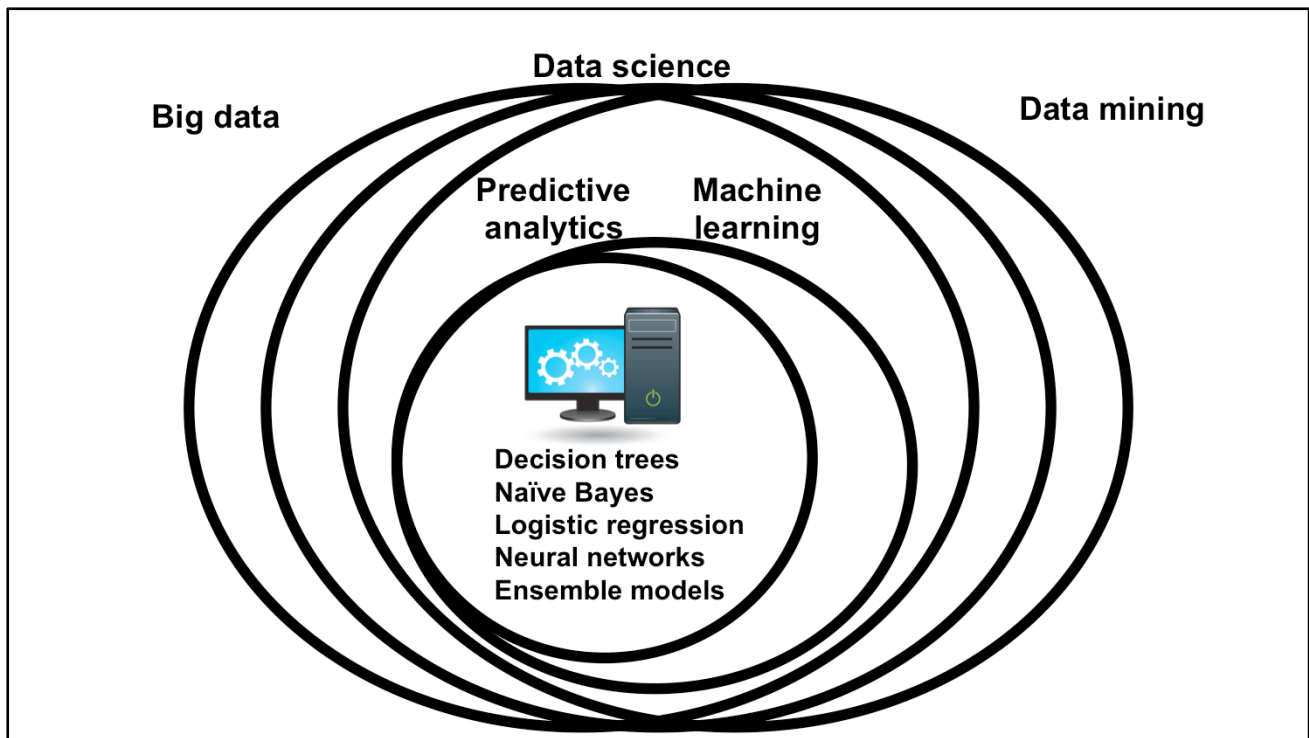 Data science
Big data
Data mining
Predictive
analytics
Machine
learning
Decision trees
Naïve Bayes
Logistic regression
Neural networks
Ensemble models